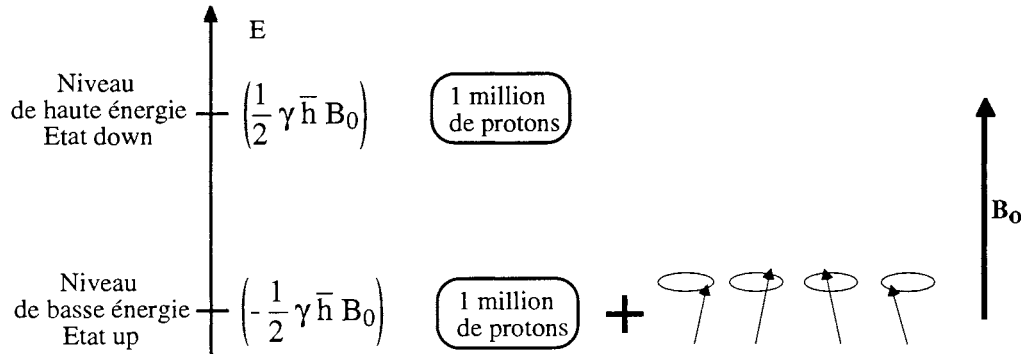 E
Niveau
de haute énergie
Etat down
(1/2 γ ħ B₀)
1 million
de protons
B₀
Niveau
de basse énergie
Etat up
(- 1/2 γ ħ B₀)
1 million
de protons
+